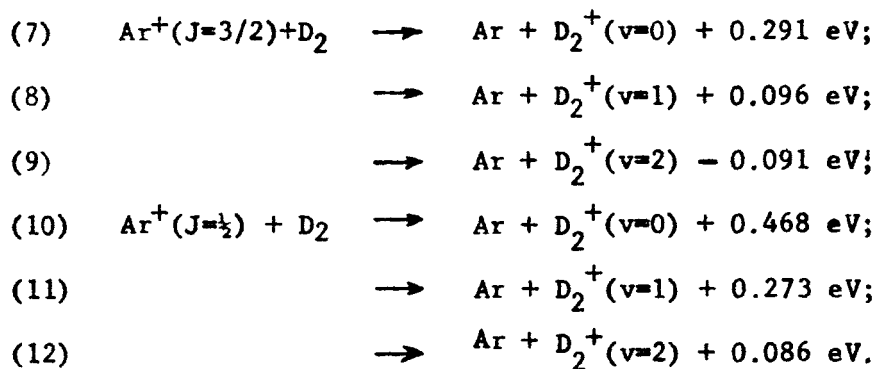 (7) Ar⁺(J=3/2)+D₂ → Ar + D₂⁺(v=0) + 0.291 eV;
(8) → Ar + D₂⁺(v=1) + 0.096 eV;
(9) → Ar + D₂⁺(v=2) − 0.091 eV;
(10) Ar⁺(J=½) + D₂ → Ar + D₂⁺(v=0) + 0.468 eV;
(11) → Ar + D₂⁺(v=1) + 0.273 eV;
(12) → Ar + D₂⁺(v=2) + 0.086 eV.